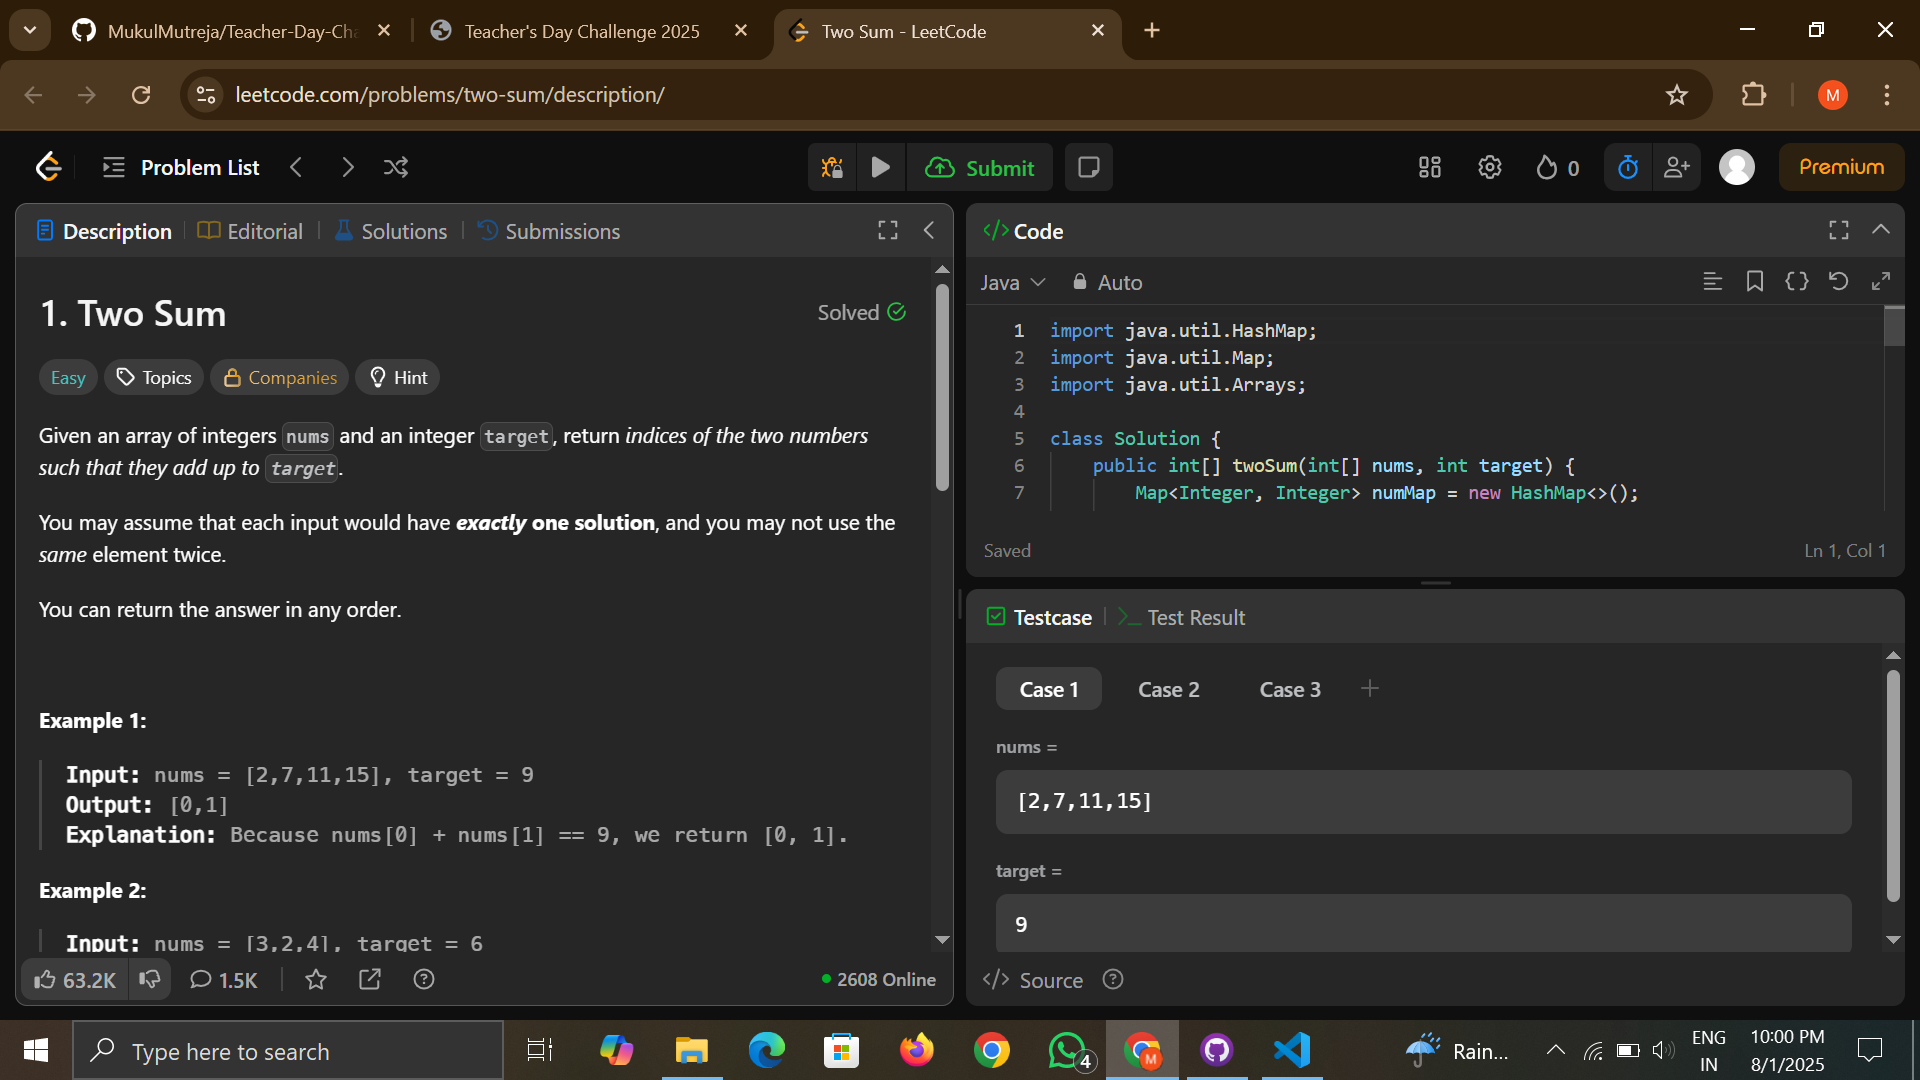 MukulMutreja/Teacher-Day-Cha
Teacher's Day Challenge 2025
Two Sum - LeetCode
leetcode.com/problems/two-sum/description/
M
Problem List
Submit
0
Premium
Description
Editorial
Solutions
Submissions
1. Two Sum
Solved
Easy
Topics
Companies
Hint
Given an array of integers nums and an integer target, return indices of the two numbers
such that they add up to target.
You may assume that each input would have exactly one solution, and you may not use the
same element twice.
You can return the answer in any order.
Example 1:
Input: nums = [2,7,11,15], target = 9
Output: [0,1]
Explanation: Because nums[0] + nums[1] == 9, we return [0, 1].
Example 2:
Input: nums = [3,2,4], target = 6
63.2K
1.5K
2608 Online
</> Code
Java
Auto
1 import java.util.HashMap;
2 import java.util.Map;
3 import java.util.Arrays;
4
5 class Solution {
6 public int[] twoSum(int[] nums, int target) {
7 Map<Integer, Integer> numMap = new HashMap<>();
Saved
Ln 1, Col 1
Testcase
Test Result
Case 1
Case 2
Case 3
nums =
[2,7,11,15]
target =
9
</> Source
Type here to search
4
M
Rain...
ENG
IN
10:00 PM
8/1/2025